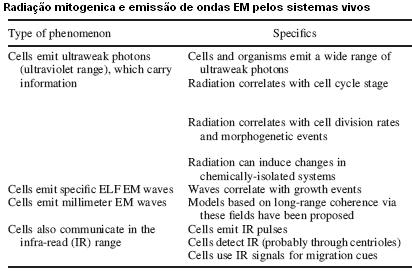 Radiação mitogenica e emissão de ondas EM pelos sistemas vivos
Type of phenomenon Specifics
Cells emit ultraweak photons Cells and organisms emit a wide range of
(ultraviolet range), which carry ultraweak photons
information Radiation correlates with cell cycle stage
Radiation correlates with cell division rates
and morphogenetic events
Radiation can induce changes in
chemically-isolated systems
Cells emit specific ELF EM waves Waves correlate with growth events
Cells emit millimeter EM waves Models based on long-range coherence via
these fields have been proposed
Cells also communicate in the Cells emit IR pulses
infra-read (IR) range Cells detect IR (probably through centrioles)
Cells use IR signals for migration cues